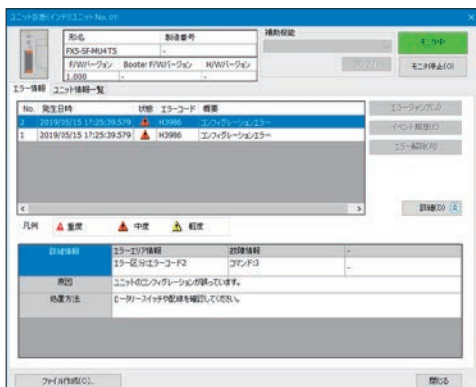 ユニット診断(インテリユニット No. 01)
形名 製造番号
FX5-SF-MU4T5 -
F/Wバージョン Booter F/Wバージョン H/Wバージョン
1.000 - -
補助機能
モニタ中
実行(E)
モニタ停止(O)
エラー情報 ユニット情報一覧
No. 発生日時 状態 エラーコード 概要
2 2019/05/15 17:25:39.579 H3986 コンフィグレーションエラー
1 2019/05/15 17:25:39.579 H3986 コンフィグレーションエラー
エラージャンプ(J)
イベント履歴(E)
エラー解除(R)
詳細(D)
凡例 重度 中度 軽度
詳細情報 エラーエリア情報 故障情報 -
エラー区分:エラーコード2 コマンド:3 -
原因 ユニットのコンフィグレーションが誤っています。
処置方法 ロータリースイッチや配線を確認してください。
ファイル作成(C)...
閉じる